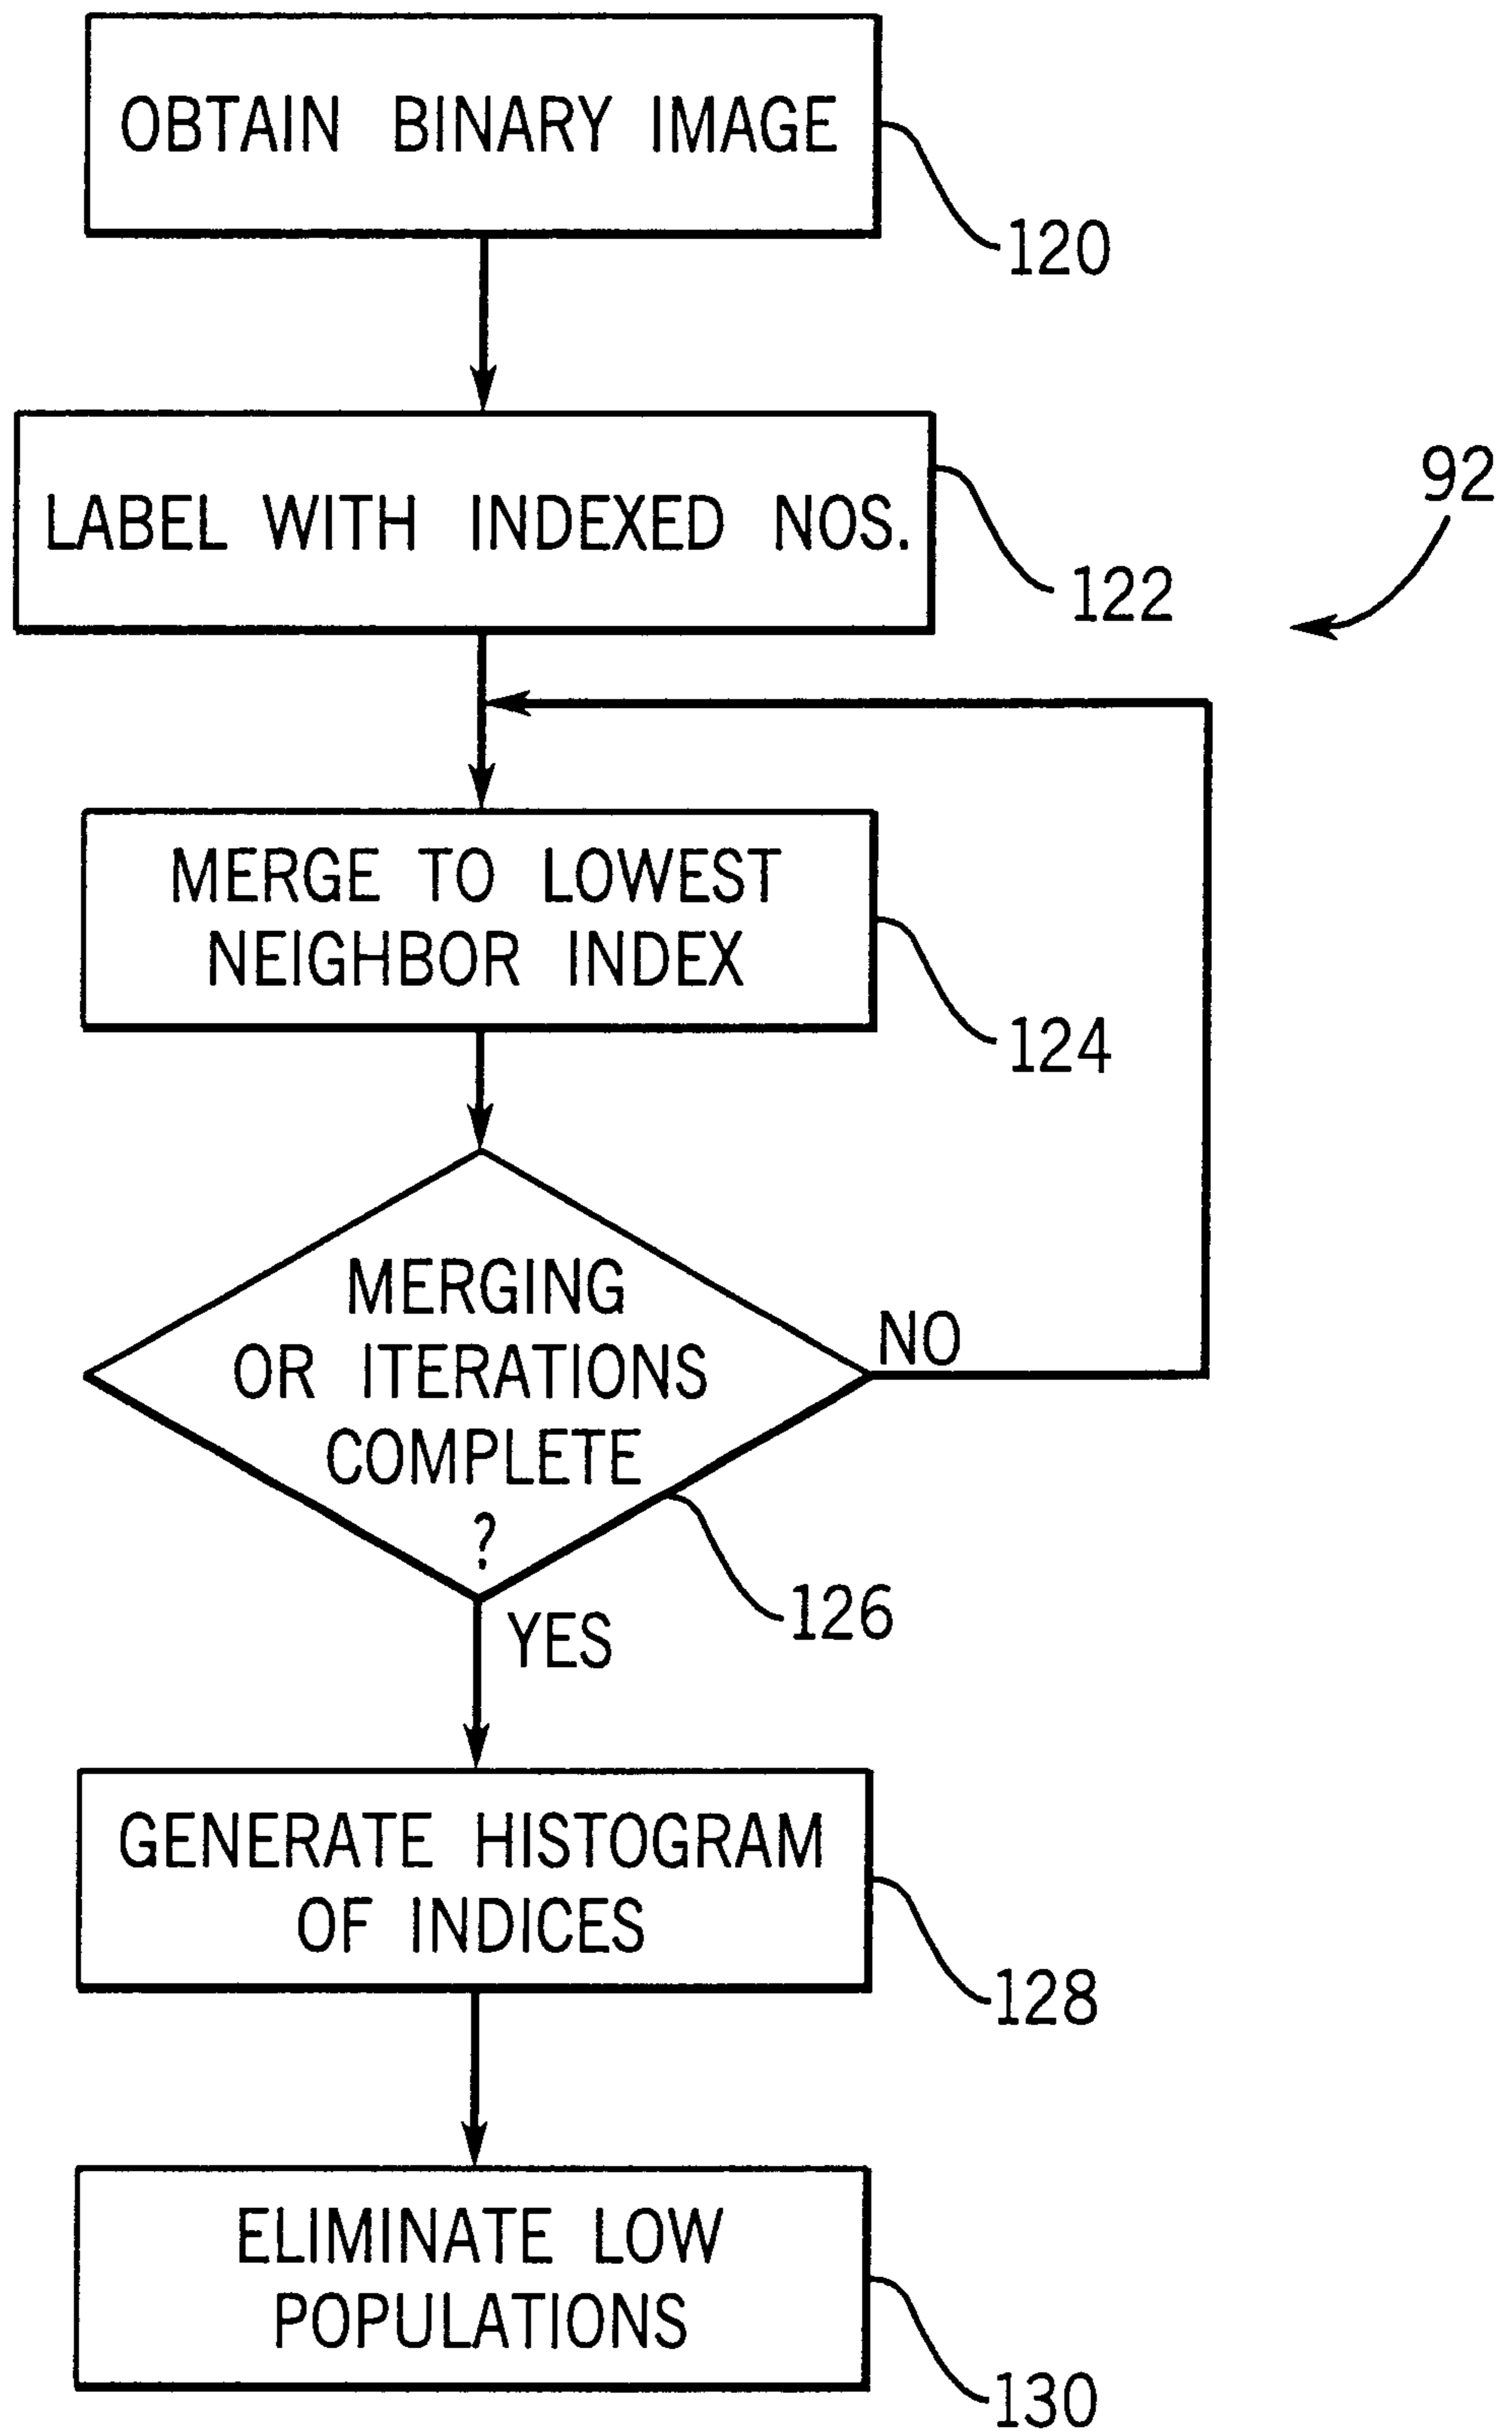 OBTAIN BINARY IMAGE
120
LABEL WITH INDEXED NOS.
122
92
MERGE TO LOWEST
NEIGHBOR INDEX
124
MERGING
OR ITERATIONS
COMPLETE
?
NO
126
YES
GENERATE HISTOGRAM
OF INDICES
128
ELIMINATE LOW
POPULATIONS
130